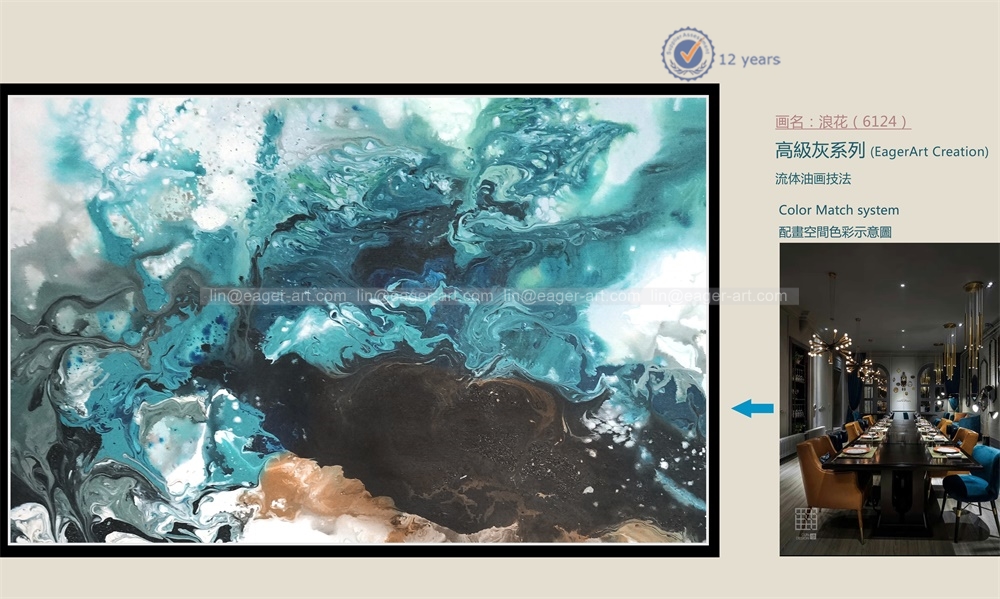 12 years
画名：浪花（6124）
高級灰系列 (EagerArt Creation)
流体油画技法
Color Match system
配畫空間色彩示意圖
lin@eager-art.com lin@eager-art.com lin@eager-art.com lin@eager-art.com